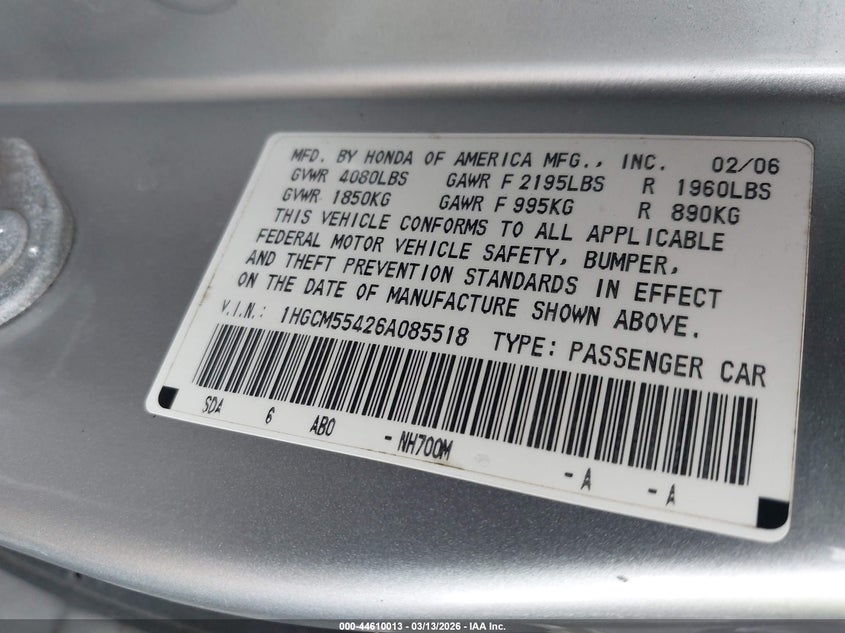 MFD. BY HONDA OF AMERICA MFG., INC. 02/06
GVWR 4080LBS GAWR F 2195LBS R 1960LBS
GVWR 1850KG GAWR F 995KG R 890KG
THIS VEHICLE CONFORMS TO ALL APPLICABLE
FEDERAL MOTOR VEHICLE SAFETY, BUMPER,
AND THEFT PREVENTION STANDARDS IN EFFECT
ON THE DATE OF MANUFACTURE SHOWN ABOVE.
V.I.N.: 1HGCM55426A085518 TYPE: PASSENGER CAR
SDA 6 AB0 - NH700M - A - A
000-44610013 - 03/13/2026 - IAA Inc.